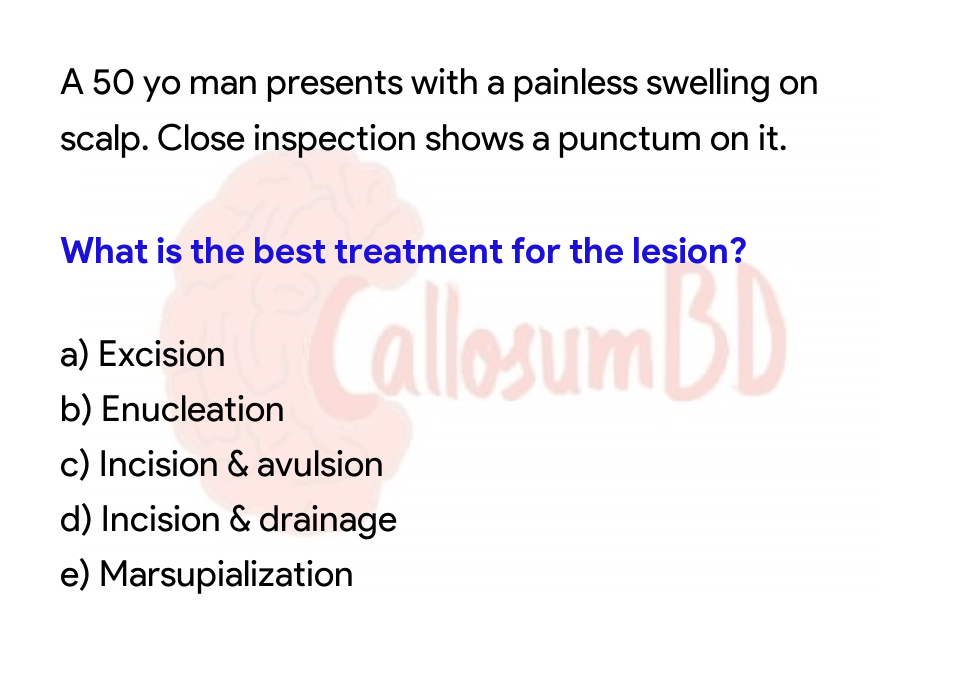 A 50 yo man presents with a painless swelling on
scalp. Close inspection shows a punctum on it.
What is the best treatment for the lesion?
CallosumBD
a) Excision
b) Enucleation
c) Incision & avulsion
d) Incision & drainage
e) Marsupialization